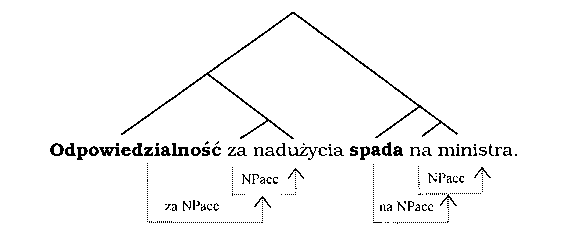 Odpowiedzialność za nadużycia spada na ministra.
NPacc NPacc
za NPacc na NPacc